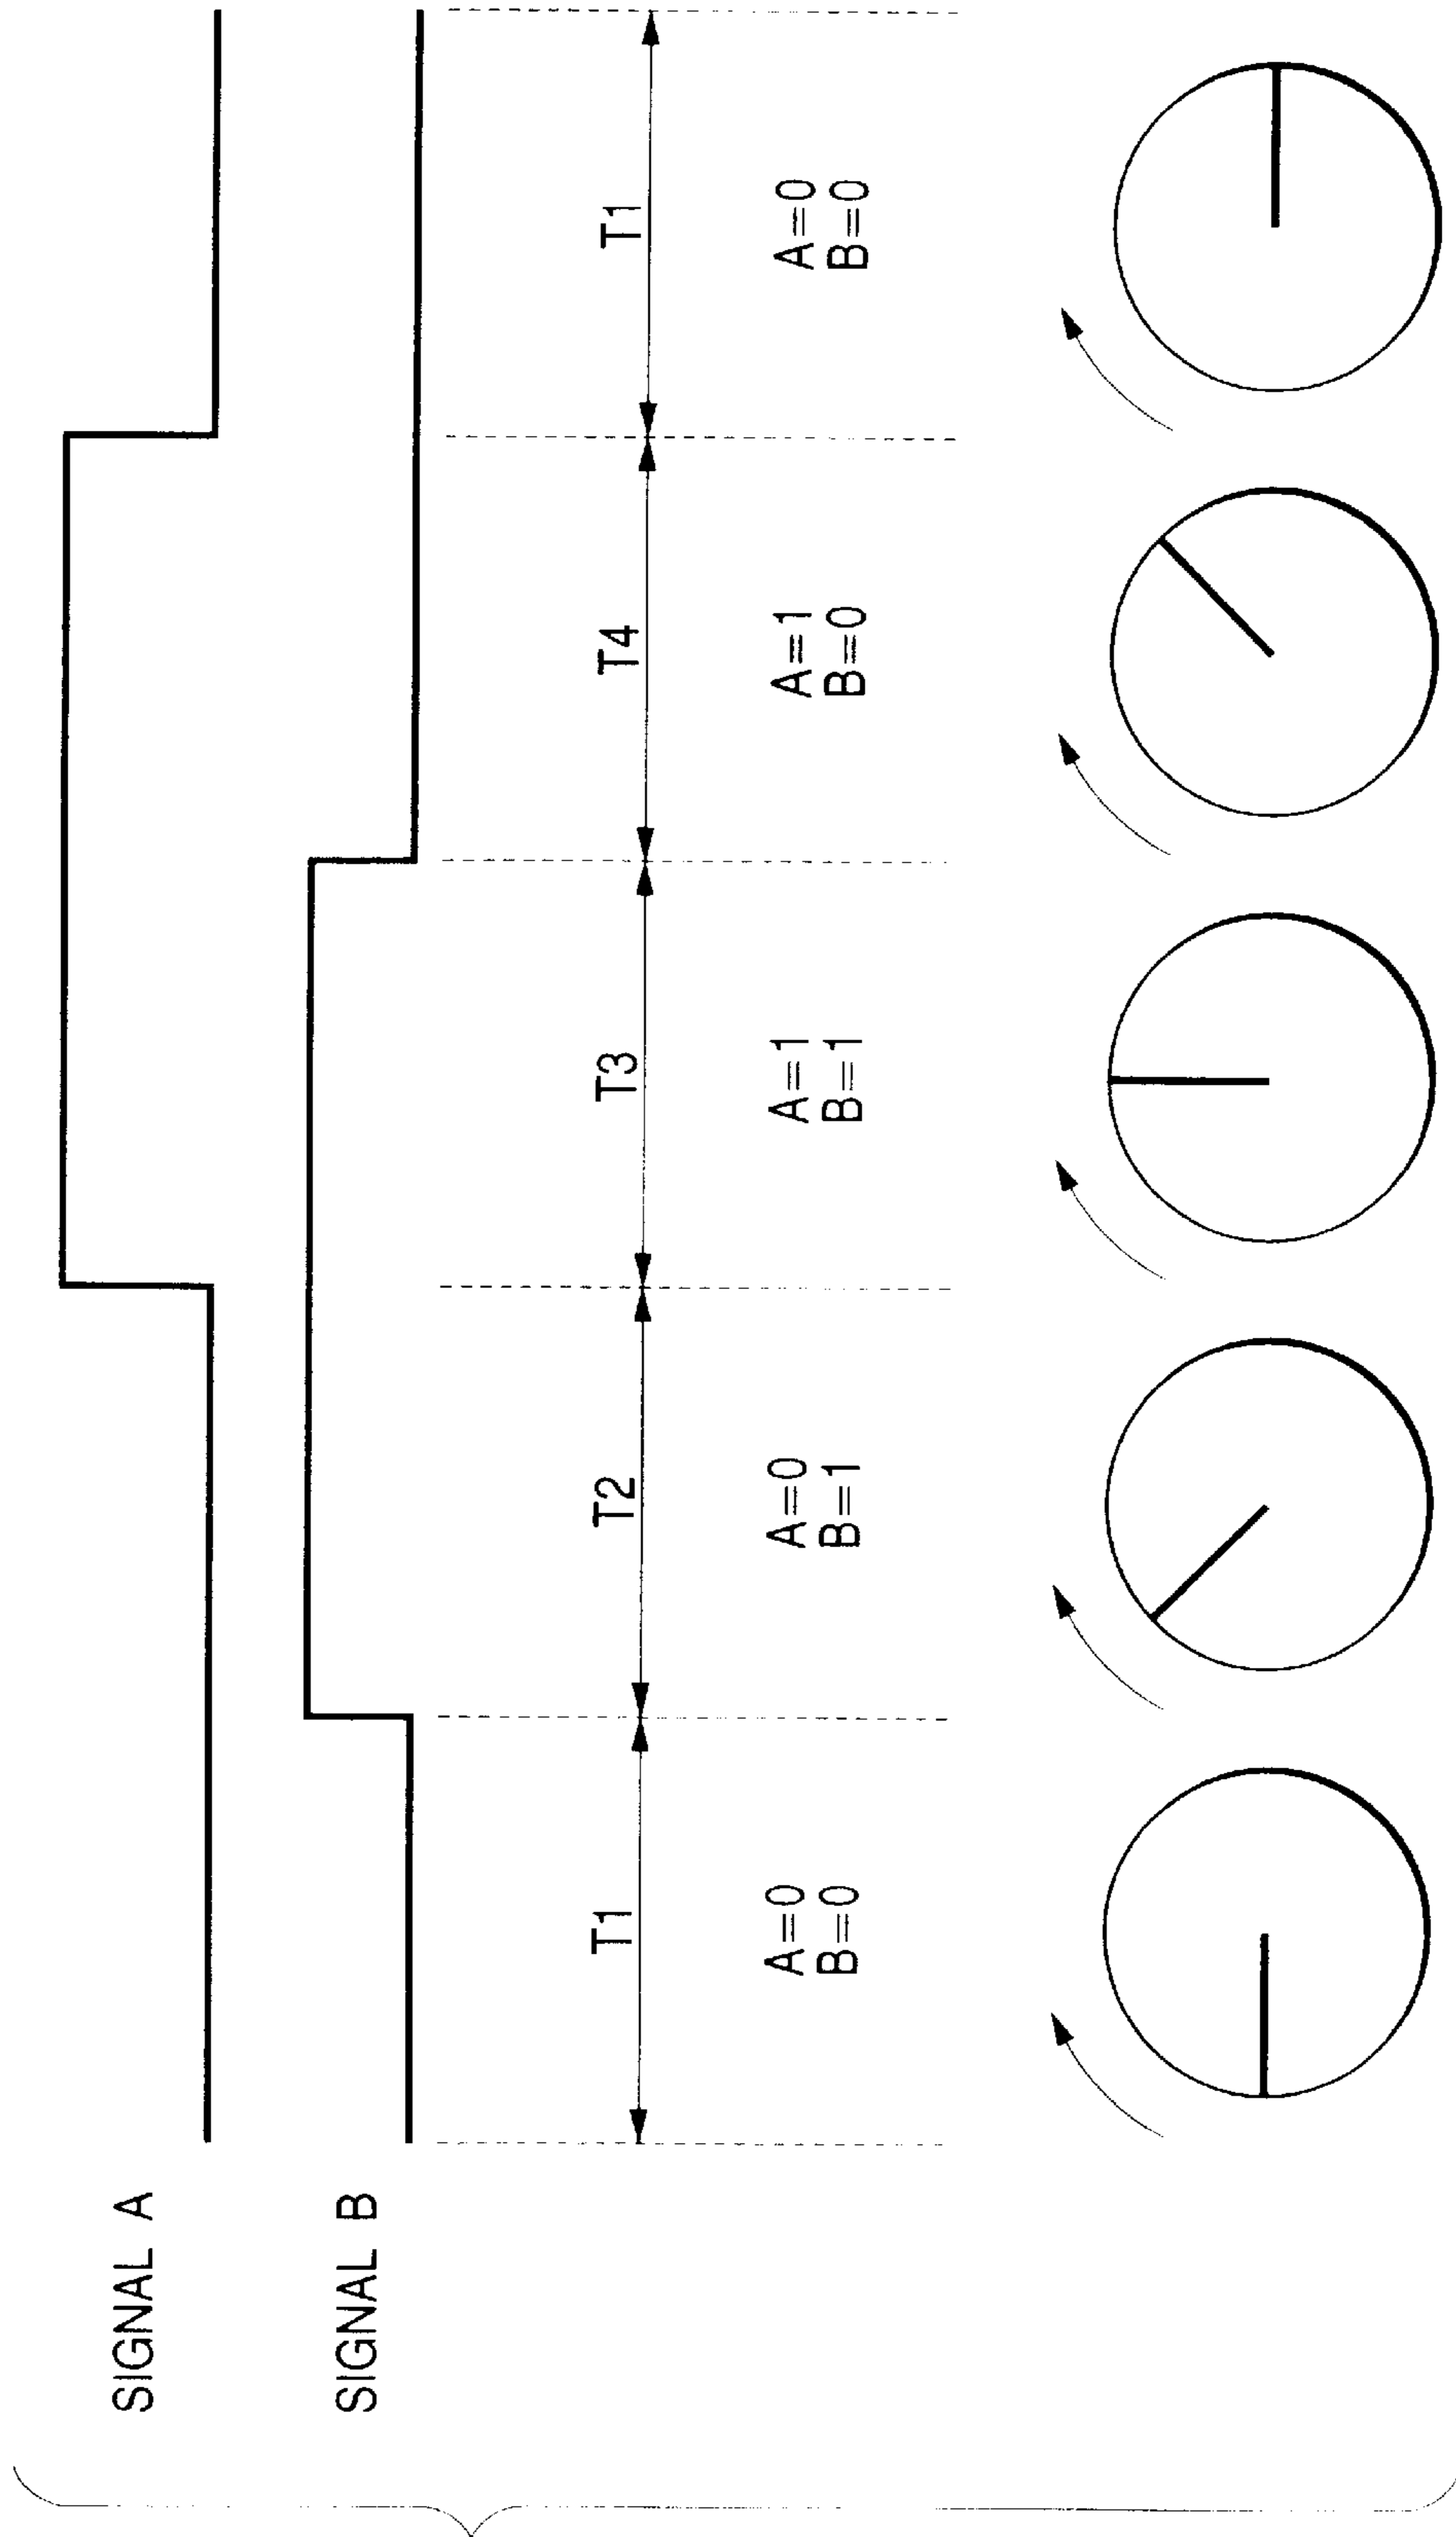 SIGNAL A
SIGNAL B
T1
T2
T3
T4
T1
A=0
B=0
A=0
B=1
A=1
B=1
A=1
B=0
A=0
B=0